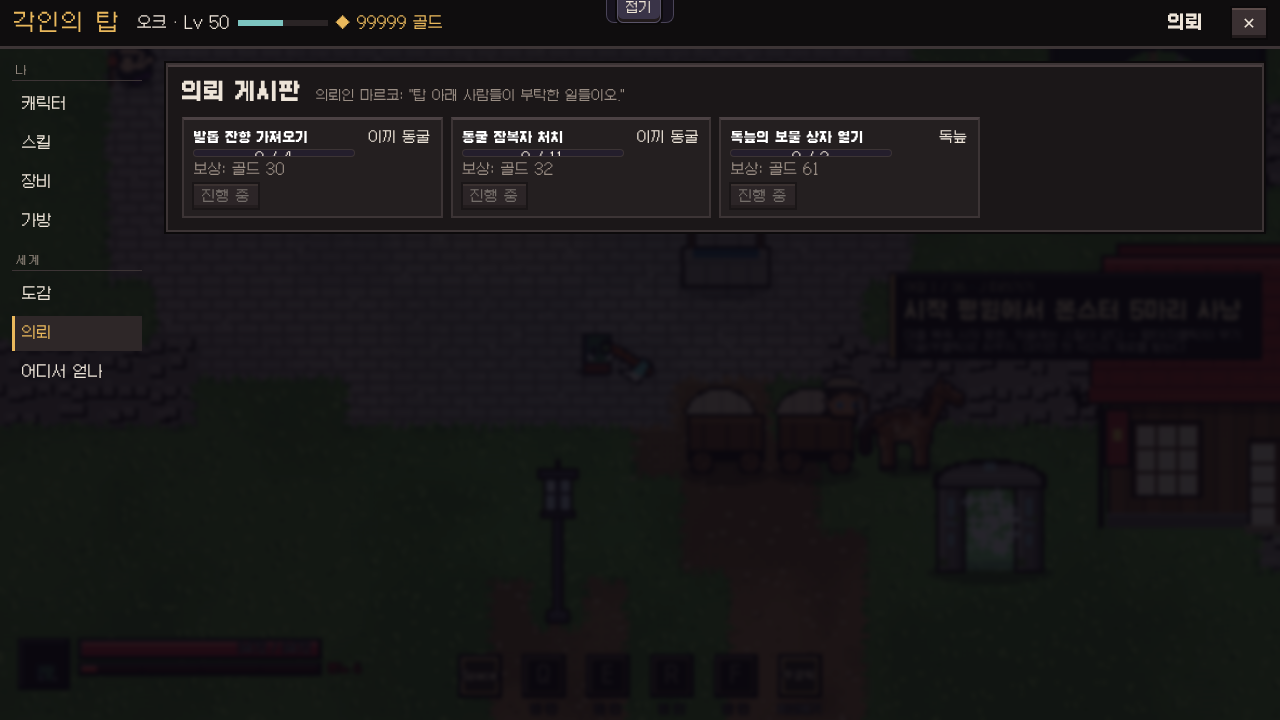 접기
각인의 탑 오크 · Lv 50 ◆ 99999 골드 의뢰 ×
나
캐릭터
스킬
장비
가방
세계
도감
의뢰
어디서 얻나
의뢰 게시판 의뢰인 마르코: "탑 아래 사람들이 부탁한 일들이오."
발톱 잔향 가져오기 이끼 동굴
보상: 골드 30
진행 중
동굴 잠복자 처치 이끼 동굴
보상: 골드 32
진행 중
독늪의 보물 상자 열기 독늪
보상: 골드 61
진행 중
시작 평원에서 몬스터 5마리 사냥